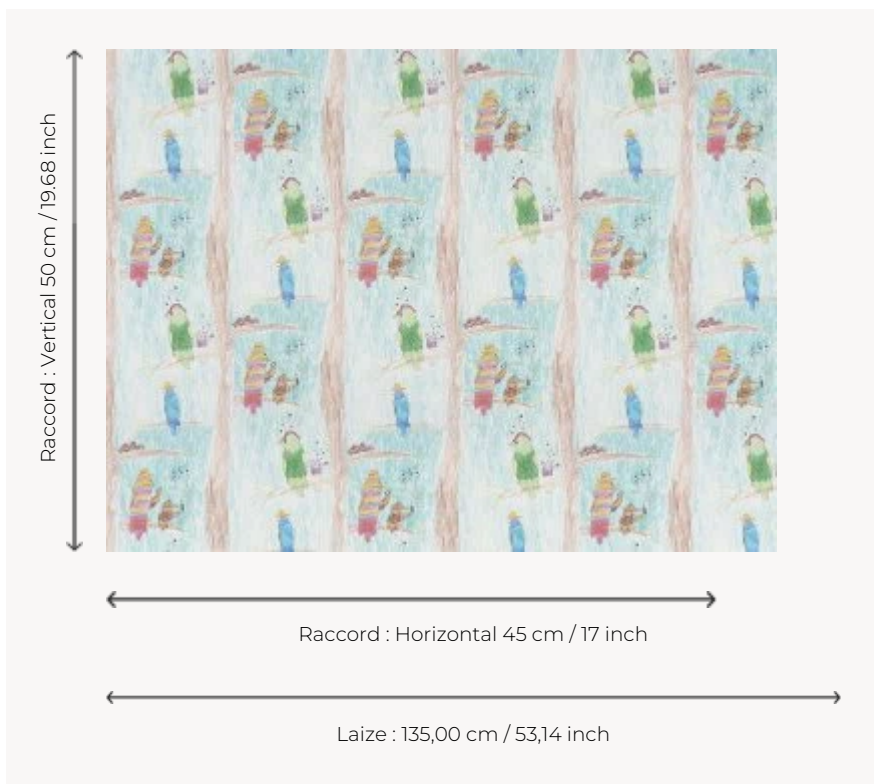 Raccord : Vertical 50 cm / 19.68 inch
Raccord : Horizontal 45 cm / 17 inch
Laize : 135,00 cm / 53,14 inch